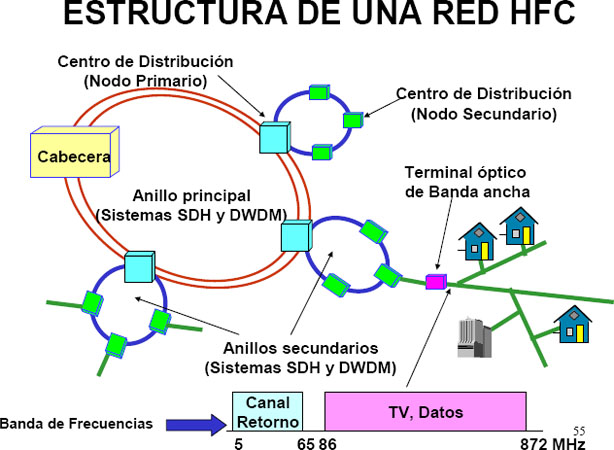 ESTRUCTURA DE UNA RED HFC
Centro de Distribución
(Nodo Primario)
Centro de Distribución
(Nodo Secundario)
Cabecera
Terminal óptico
de Banda ancha
Anillo principal
(Sistemas SDH y DWDM)
Anillos secundarios
(Sistemas SDH y DWDM)
Banda de Frecuencias
Canal
Retorno
TV, Datos
55
5 65 86 872 MHz